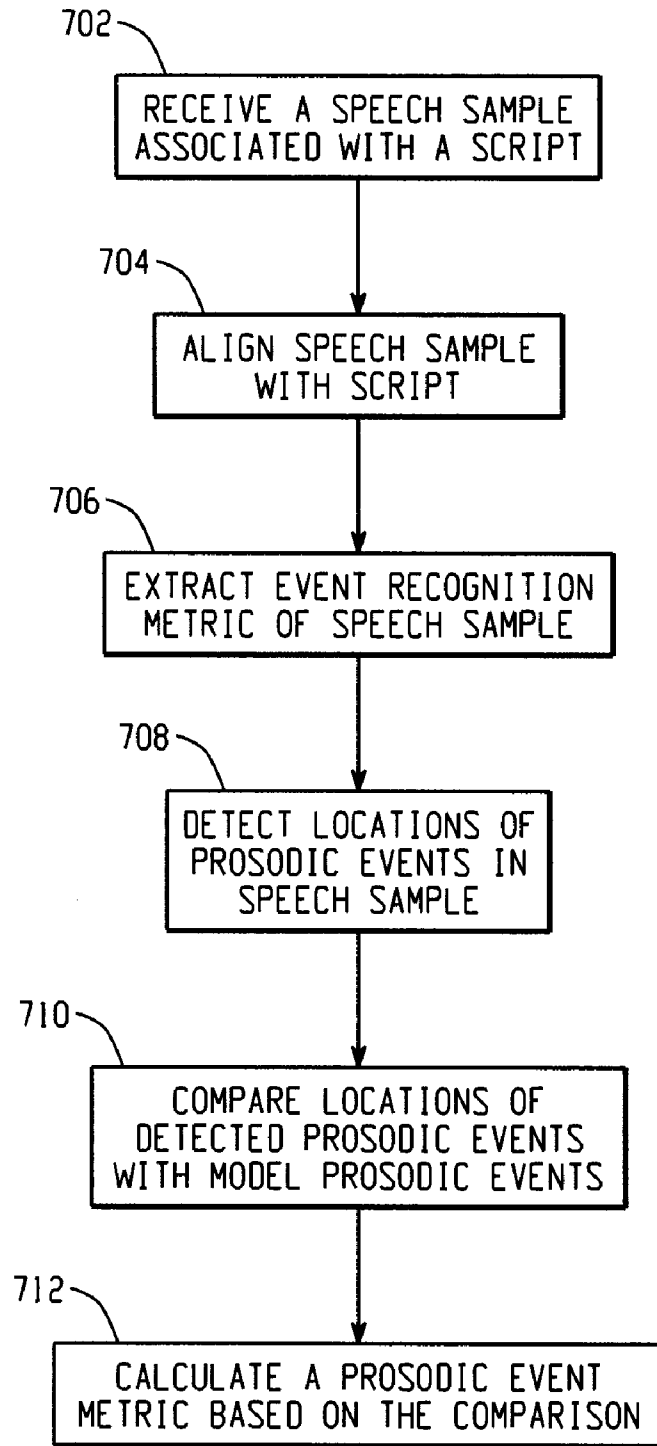 702
RECEIVE A SPEECH SAMPLE
ASSOCIATED WITH A SCRIPT
704
ALIGN SPEECH SAMPLE
WITH SCRIPT
706
EXTRACT EVENT RECOGNITION
METRIC OF SPEECH SAMPLE
708
DETECT LOCATIONS OF
PROSODIC EVENTS IN
SPEECH SAMPLE
710
COMPARE LOCATIONS OF
DETECTED PROSODIC EVENTS
WITH MODEL PROSODIC EVENTS
712
CALCULATE A PROSODIC EVENT
METRIC BASED ON THE COMPARISON